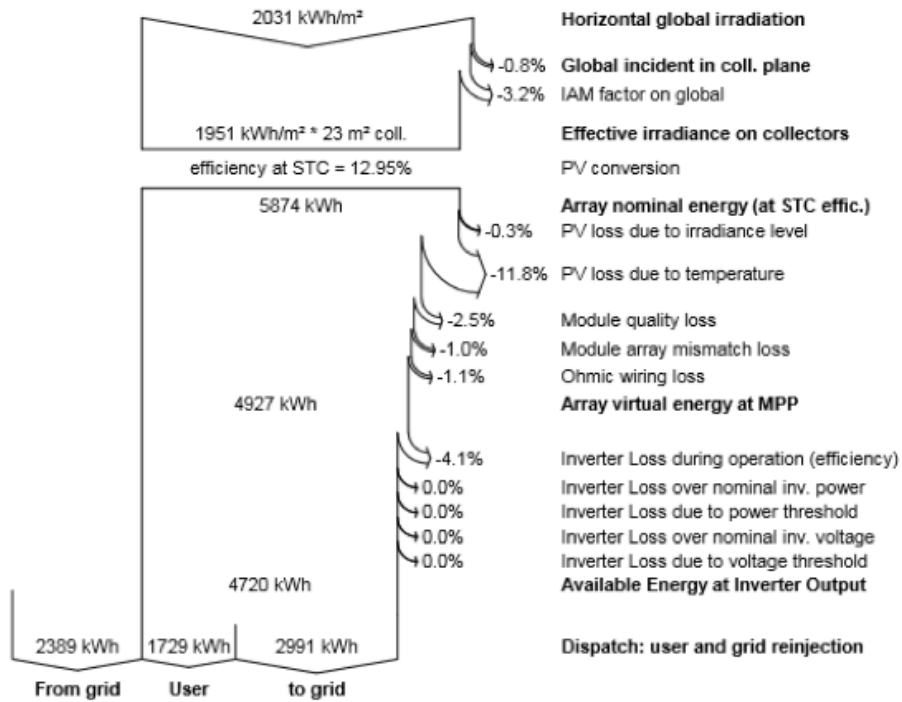 2031 kWh/m² Horizontal global irradiation
-0.8% Global incident in coll. plane
-3.2% IAM factor on global
1951 kWh/m² * 23 m² coll. Effective irradiance on collectors
efficiency at STC = 12.95% PV conversion
5874 kWh Array nominal energy (at STC effic.)
-0.3% PV loss due to irradiance level
-11.8% PV loss due to temperature
-2.5% Module quality loss
-1.0% Module array mismatch loss
-1.1% Ohmic wiring loss
4927 kWh Array virtual energy at MPP
-4.1% Inverter Loss during operation (efficiency)
0.0% Inverter Loss over nominal inv. power
0.0% Inverter Loss due to power threshold
0.0% Inverter Loss over nominal inv. voltage
0.0% Inverter Loss due to voltage threshold
4720 kWh Available Energy at Inverter Output
2389 kWh 1729 kWh 2991 kWh Dispatch: user and grid reinjection
From grid User to grid